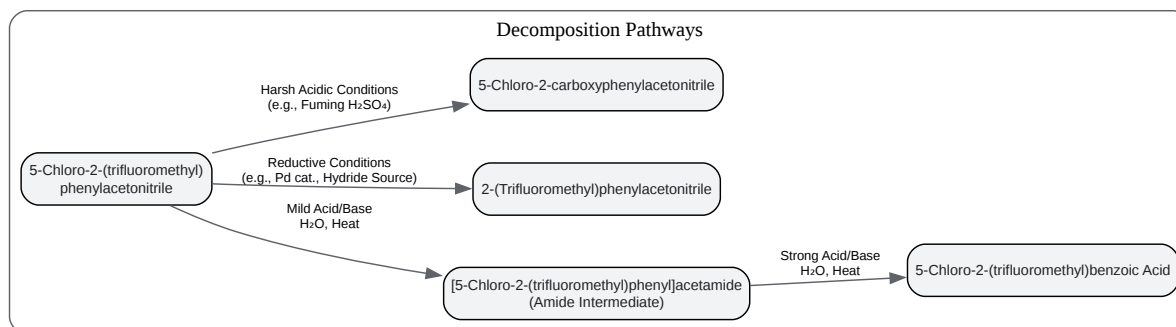 Decomposition Pathways
Harsh Acidic Conditions
(e.g., Fuming H₂SO₄)
5-Chloro-2-carboxyphenylacetonitrile
5-Chloro-2-(trifluoromethyl)
phenylacetonitrile
Reductive Conditions
(e.g., Pd cat., Hydride Source)
2-(Trifluoromethyl)phenylacetonitrile
Mild Acid/Base
H₂O, Heat
[5-Chloro-2-(trifluoromethyl)phenyl]acetamide
(Amide Intermediate)
Strong Acid/Base
H₂O, Heat
5-Chloro-2-(trifluoromethyl)benzoic Acid